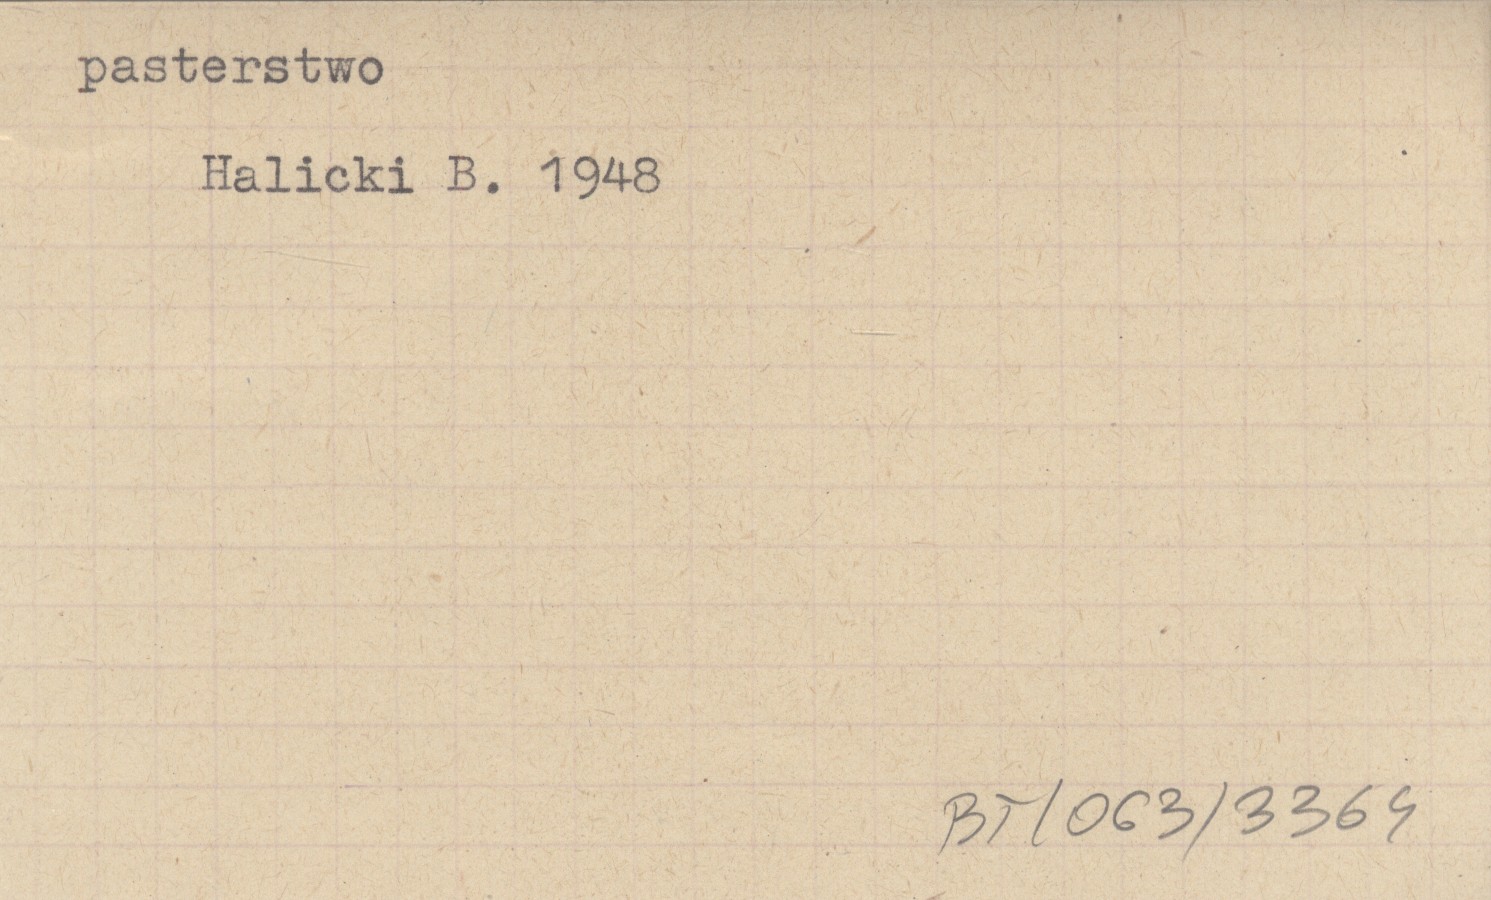 pasterstwo
Halicki B. 1948
BT/063/3364